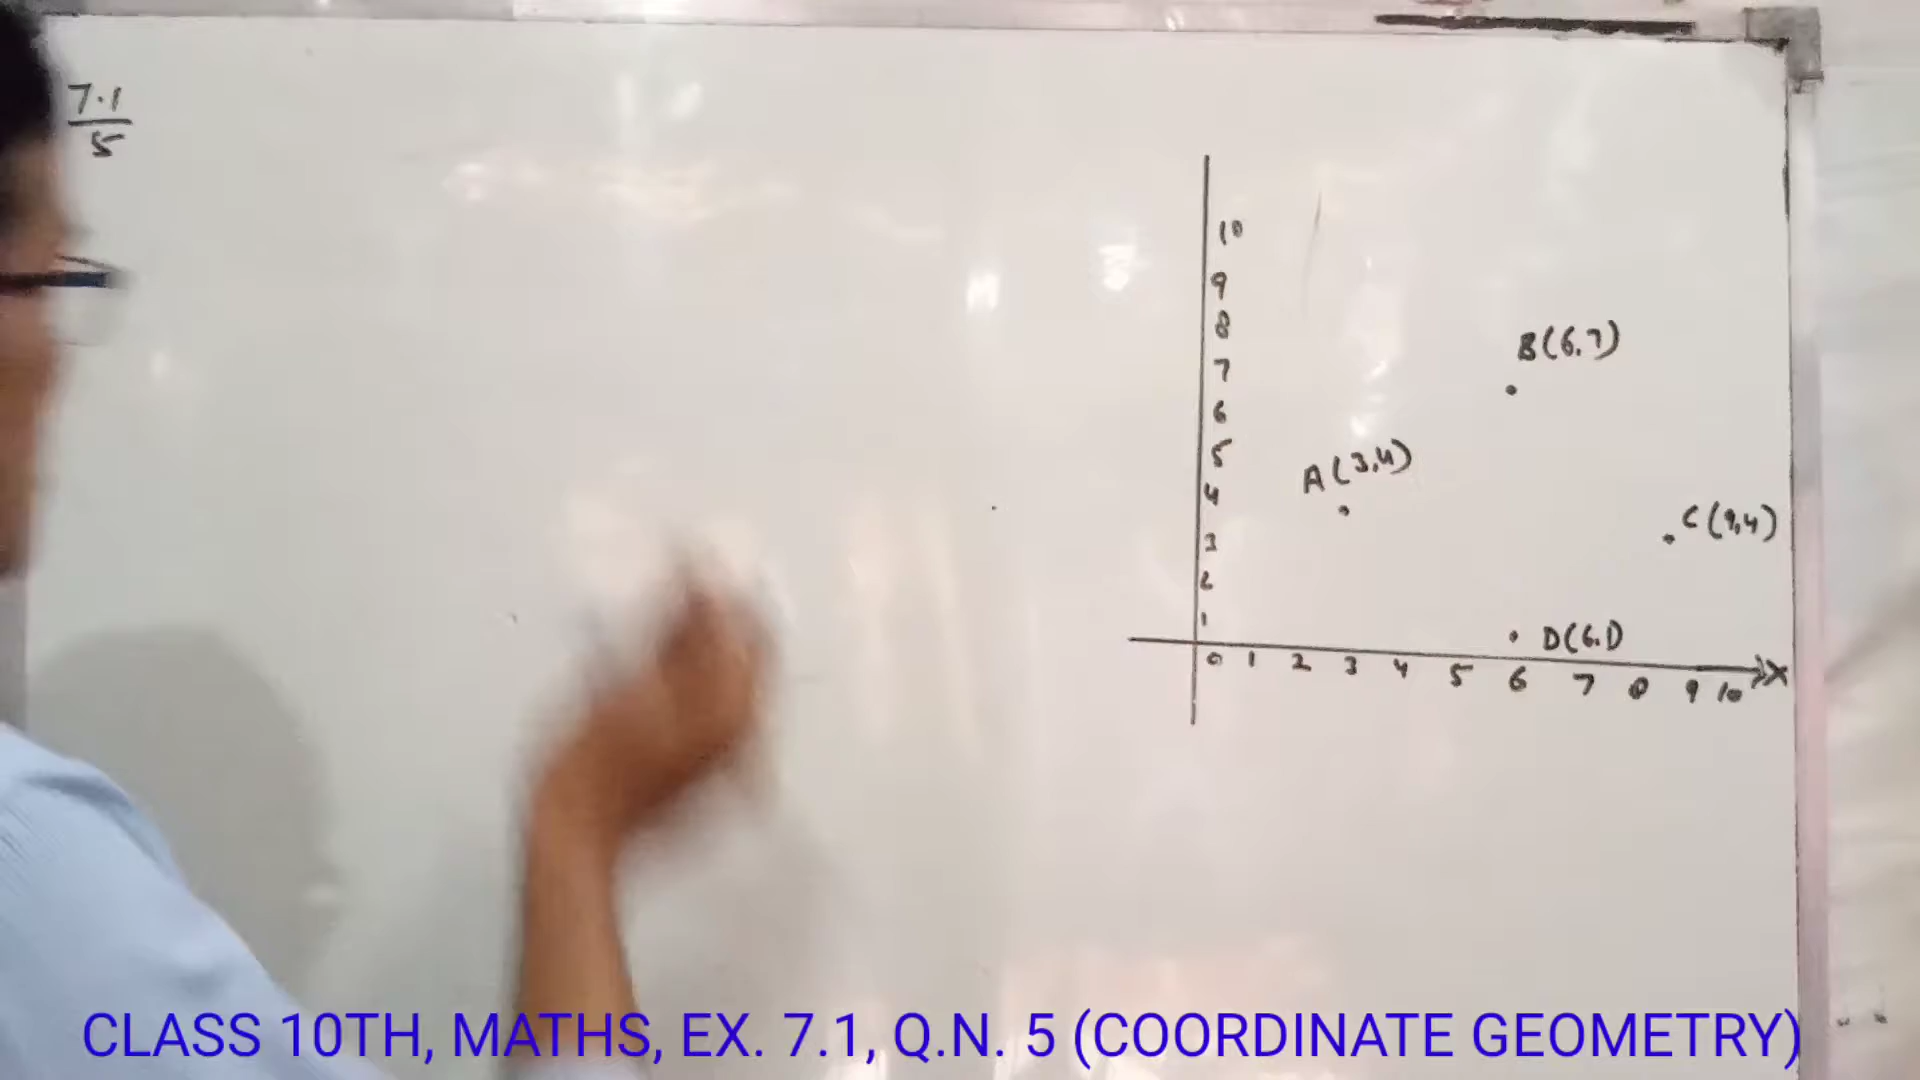 7.1
5
10
9
8
7
6
5
4
3
2
1
B(6,7)
A(3,4)
C(9,4)
D(6,1)
0 1 2 3 4 5 6 7 8 9 10 X
CLASS 10TH, MATHS, EX. 7.1, Q.N. 5 (COORDINATE GEOMETRY)